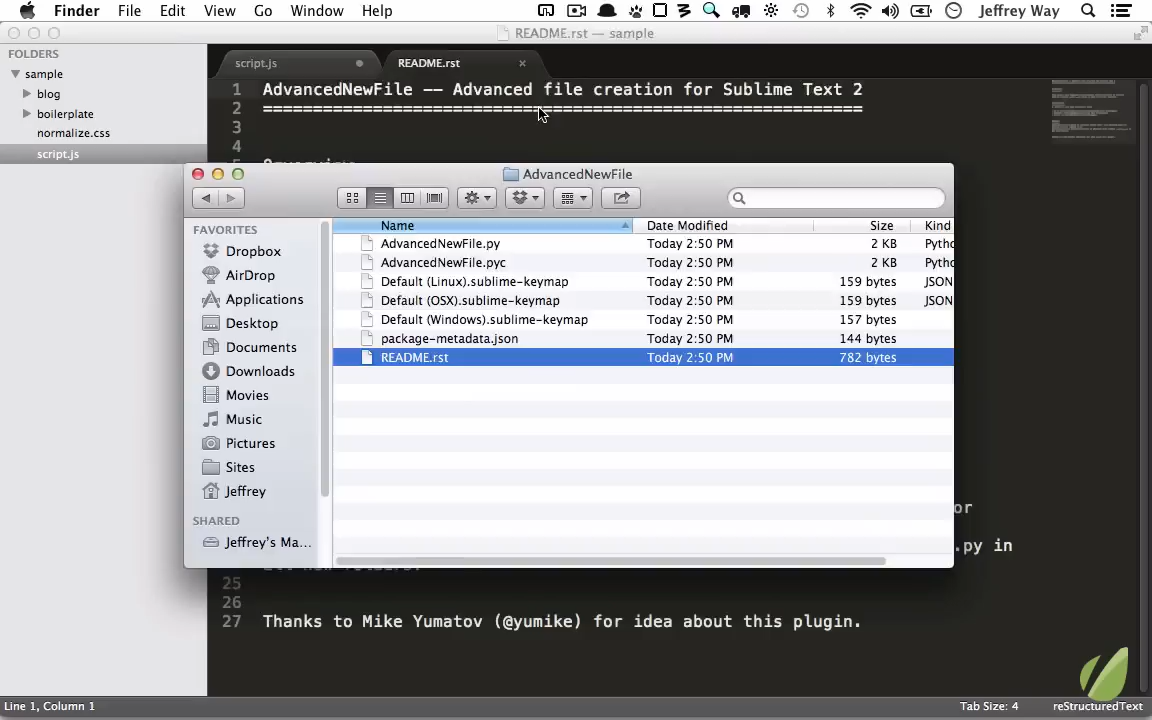 Finder File Edit View Go Window Help Jeffrey Way
README.rst — sample
FOLDERS
sample
blog
boilerplate
normalize.css
script.js
script.js
README.rst
1 AdvancedNewFile -- Advanced file creation for Sublime Text 2
2 ================================================================
3
4
AdvancedNewFile
FAVORITES
Dropbox
AirDrop
Applications
Desktop
Documents
Downloads
Movies
Music
Pictures
Sites
Jeffrey
SHARED
Jeffrey's Ma...
Name Date Modified Size Kind
AdvancedNewFile.py Today 2:50 PM 2 KB Pytho
AdvancedNewFile.pyc Today 2:50 PM 2 KB Pytho
Default (Linux).sublime-keymap Today 2:50 PM 159 bytes JSON
Default (OSX).sublime-keymap Today 2:50 PM 159 bytes JSON
Default (Windows).sublime-keymap Today 2:50 PM 157 bytes
package-metadata.json Today 2:50 PM 144 bytes
README.rst Today 2:50 PM 782 bytes
or
.py in
25
26
27 Thanks to Mike Yumatov (@yumike) for idea about this plugin.
Line 1, Column 1
Tab Size: 4
reStructuredText